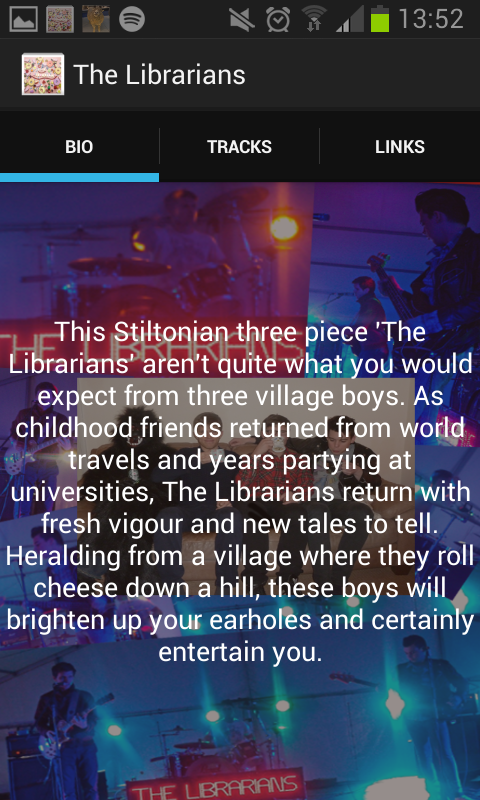 13:52
The Librarians
BIO
TRACKS
LINKS
THE LIBRARIANS
This Stiltonian three piece 'The
Librarians' aren't quite what you would
expect from three village boys. As
childhood friends returned from world
travels and years partying at
universities, The Librarians return with
fresh vigour and new tales to tell.
Heralding from a village where they roll
cheese down a hill, these boys will
brighten up your earholes and certainly
entertain you.
THE LIBRARIANS